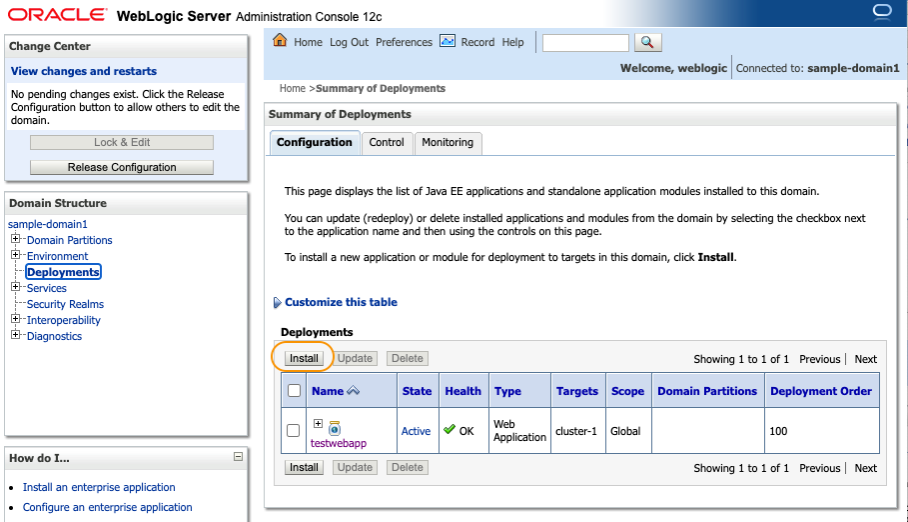 ORACLE WebLogic Server Administration Console 12c
Change Center
View changes and restarts
No pending changes exist. Click the Release
Configuration button to allow others to edit the
domain.
Lock & Edit
Release Configuration
Domain Structure
sample-domain1
Domain Partitions
Environment
Deployments
Services
Security Realms
Interoperability
Diagnostics
How do I...
Install an enterprise application
Configure an enterprise application
Home Log Out Preferences Record Help
Welcome, weblogic Connected to: sample-domain1
Home >Summary of Deployments
Summary of Deployments
Configuration Control Monitoring
This page displays the list of Java EE applications and standalone application modules installed to this domain.
You can update (redeploy) or delete installed applications and modules from the domain by selecting the checkbox next
to the application name and then using the controls on this page.
To install a new application or module for deployment to targets in this domain, click Install.
Customize this table
Deployments
Install Update Delete Showing 1 to 1 of 1 Previous | Next
Name State Health Type Targets Scope Domain Partitions Deployment Order
testwebapp Active OK Web Application cluster-1 Global 100
Install Update Delete Showing 1 to 1 of 1 Previous | Next